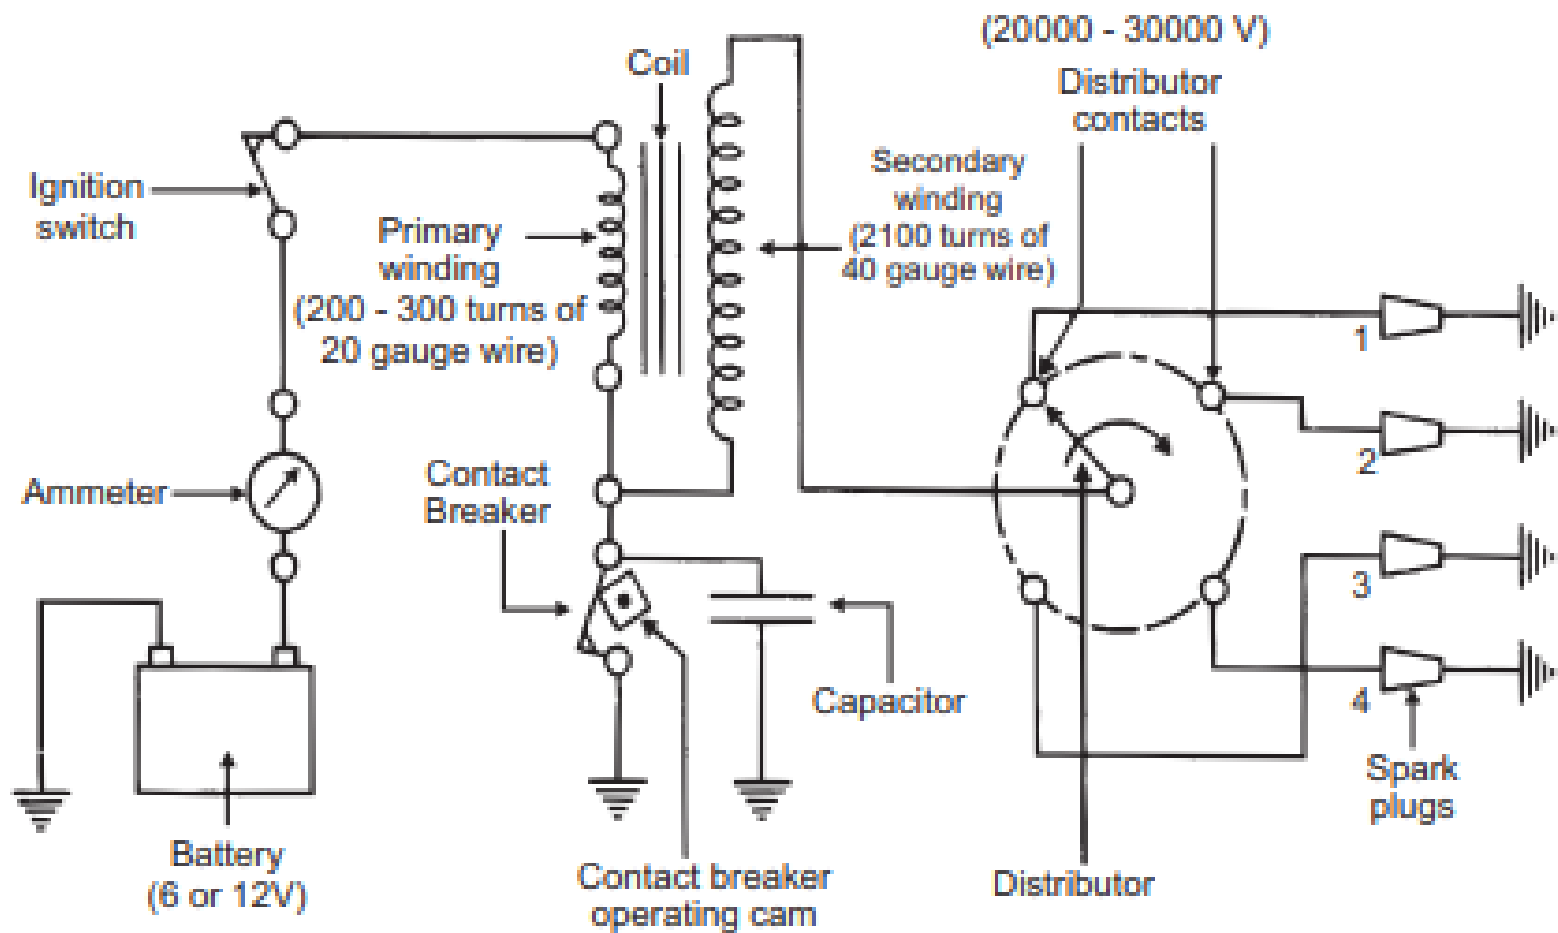 (20000 - 30000 V)
Distributor
contacts
Coil
Ignition
switch
Primary
winding
(200 - 300 turns of
20 gauge wire)
Secondary
winding
(2100 turns of
40 gauge wire)
1
2
3
4
Ammeter
Contact
Breaker
Capacitor
Spark
plugs
Battery
(6 or 12V)
Contact breaker
operating cam
Distributor